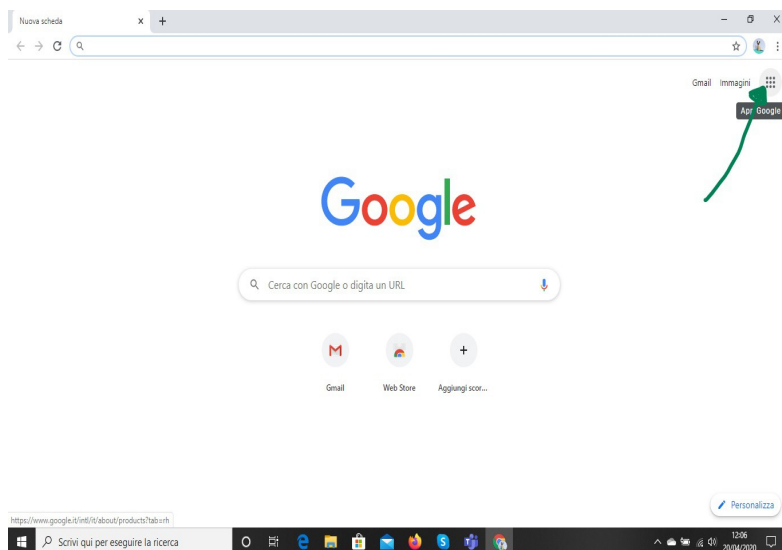 Nuova scheda
Gmail Immagini
App Google
Google
Cerca con Google o digita un URL
Gmail Web Store Aggiungi scor...
Personalizza
https://www.google.it/intl/it/about/products?tab=rh
Scrivi qui per eseguire la ricerca
12:06
20/04/2020